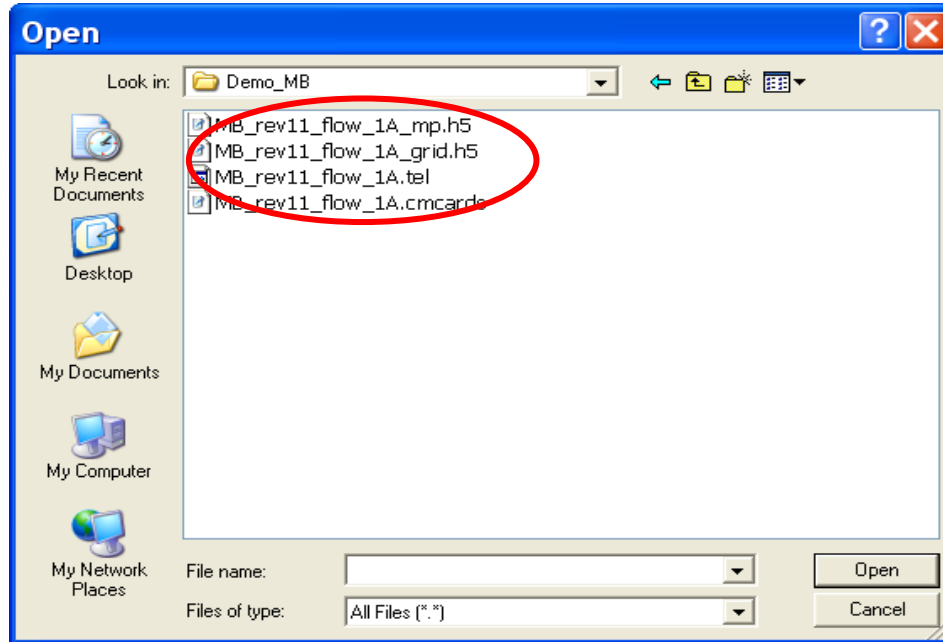 Open
Look in: Demo_MB
MB_rev11_flow_1A_mp.h5
MB_rev11_flow_1A_grid.h5
MB_rev11_flow_1A.tel
MB_rev11_flow_1A.cmcards
My Recent
Documents
Desktop
My Documents
My Computer
My Network
Places
File name:
Open
Files of type: All Files (*.*)
Cancel